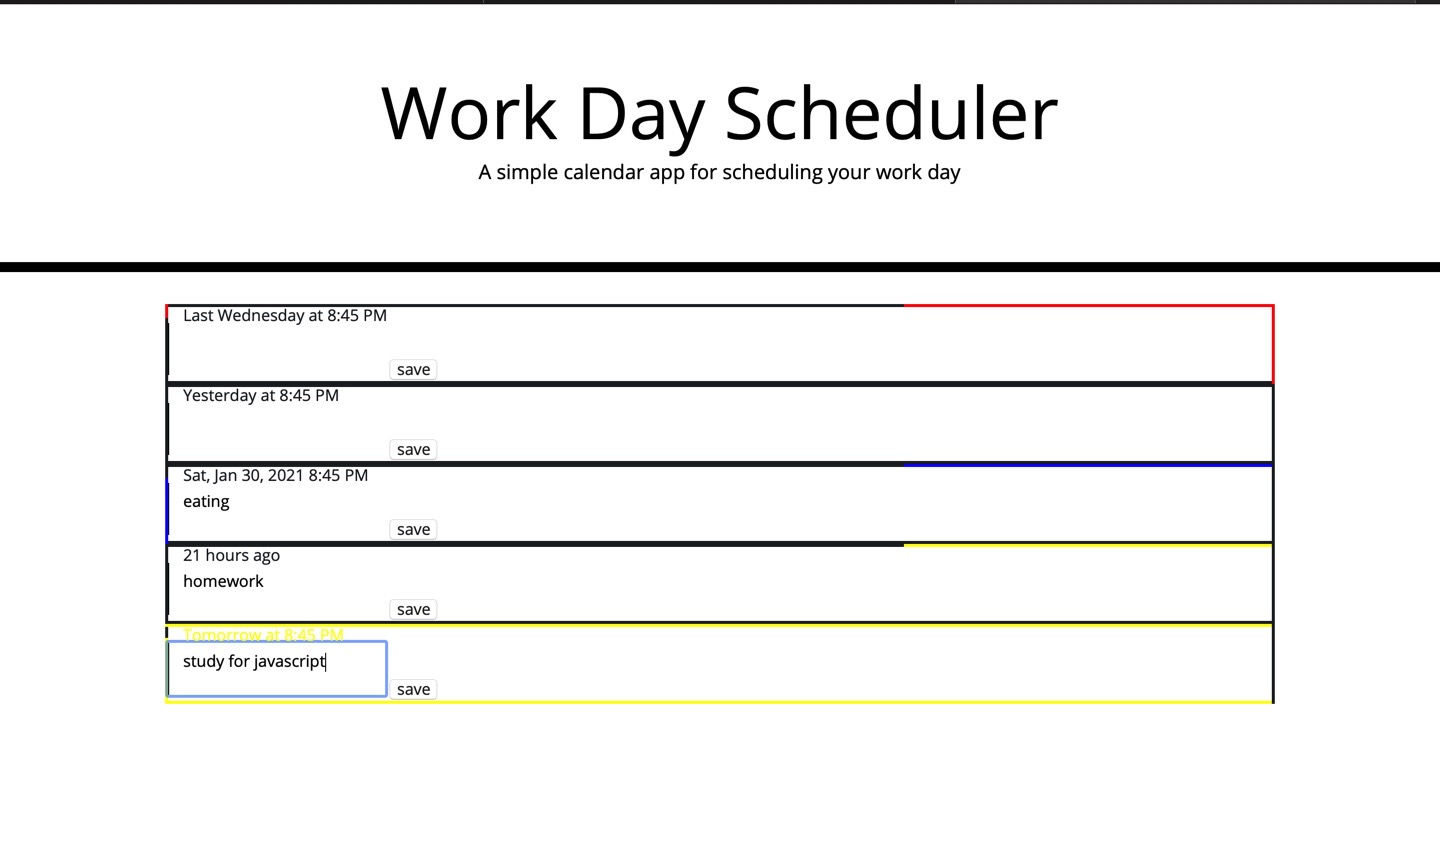 Work Day Scheduler
A simple calendar app for scheduling your work day
Last Wednesday at 8:45 PM
save
Yesterday at 8:45 PM
save
Sat, Jan 30, 2021 8:45 PM
eating
save
21 hours ago
homework
save
Tomorrow at 8:45 PM
study for javascript
save